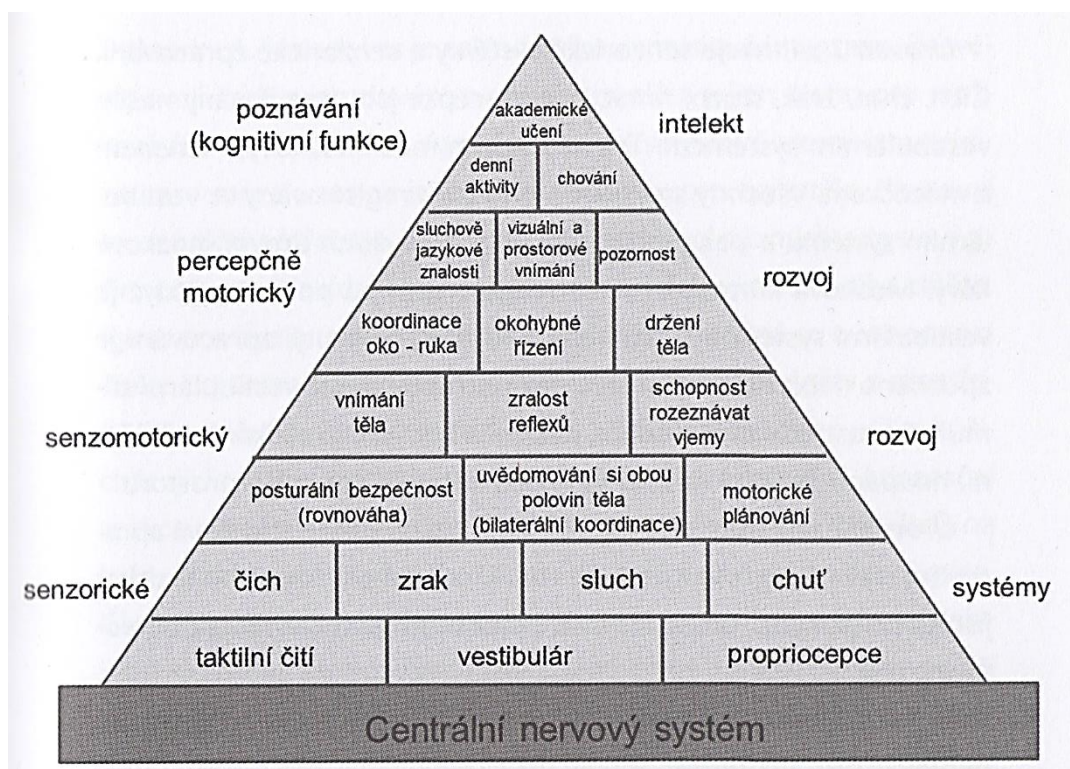 akademické
učení
poznávání
(kognitivní funkce)
intelekt
denní
aktivity
chování
sluchově
jazykové
znalosti
vizuální a
prostorové
vnímání
pozornost
percepčně
motorický
rozvoj
koordinace
oko - ruka
okohybné
řízení
držení
těla
vnímání
těla
zralost
reflexů
schopnost
rozeznávat
vjemy
senzomotorický
rozvoj
posturální bezpečnost
(rovnováha)
uvědomování si obou
polovin těla
(bilaterální koordinace)
motorické
plánování
senzorické
čich
zrak
sluch
chuť
systémy
taktilní čití
vestibulár
propriocepce
Centrální nervový systém